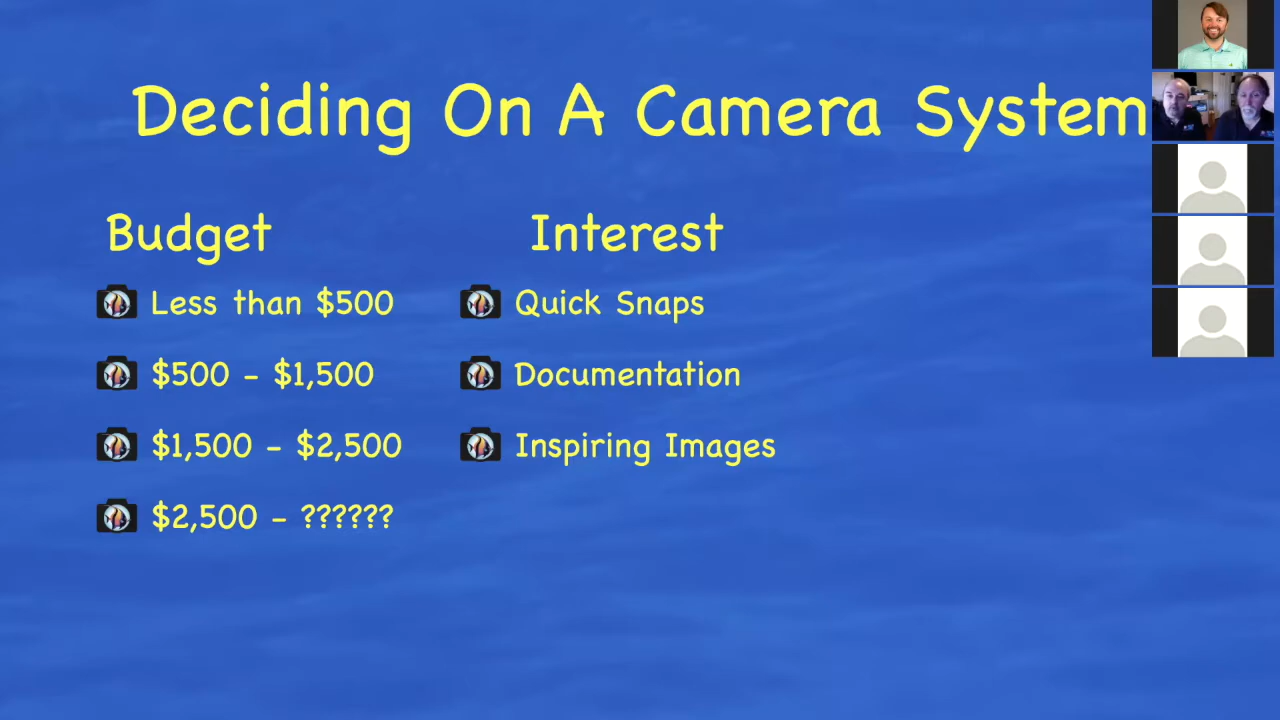 Deciding On A Camera System
Budget
Less than $500
$500 - $1,500
$1,500 - $2,500
$2,500 - ??????
Interest
Quick Snaps
Documentation
Inspiring Images